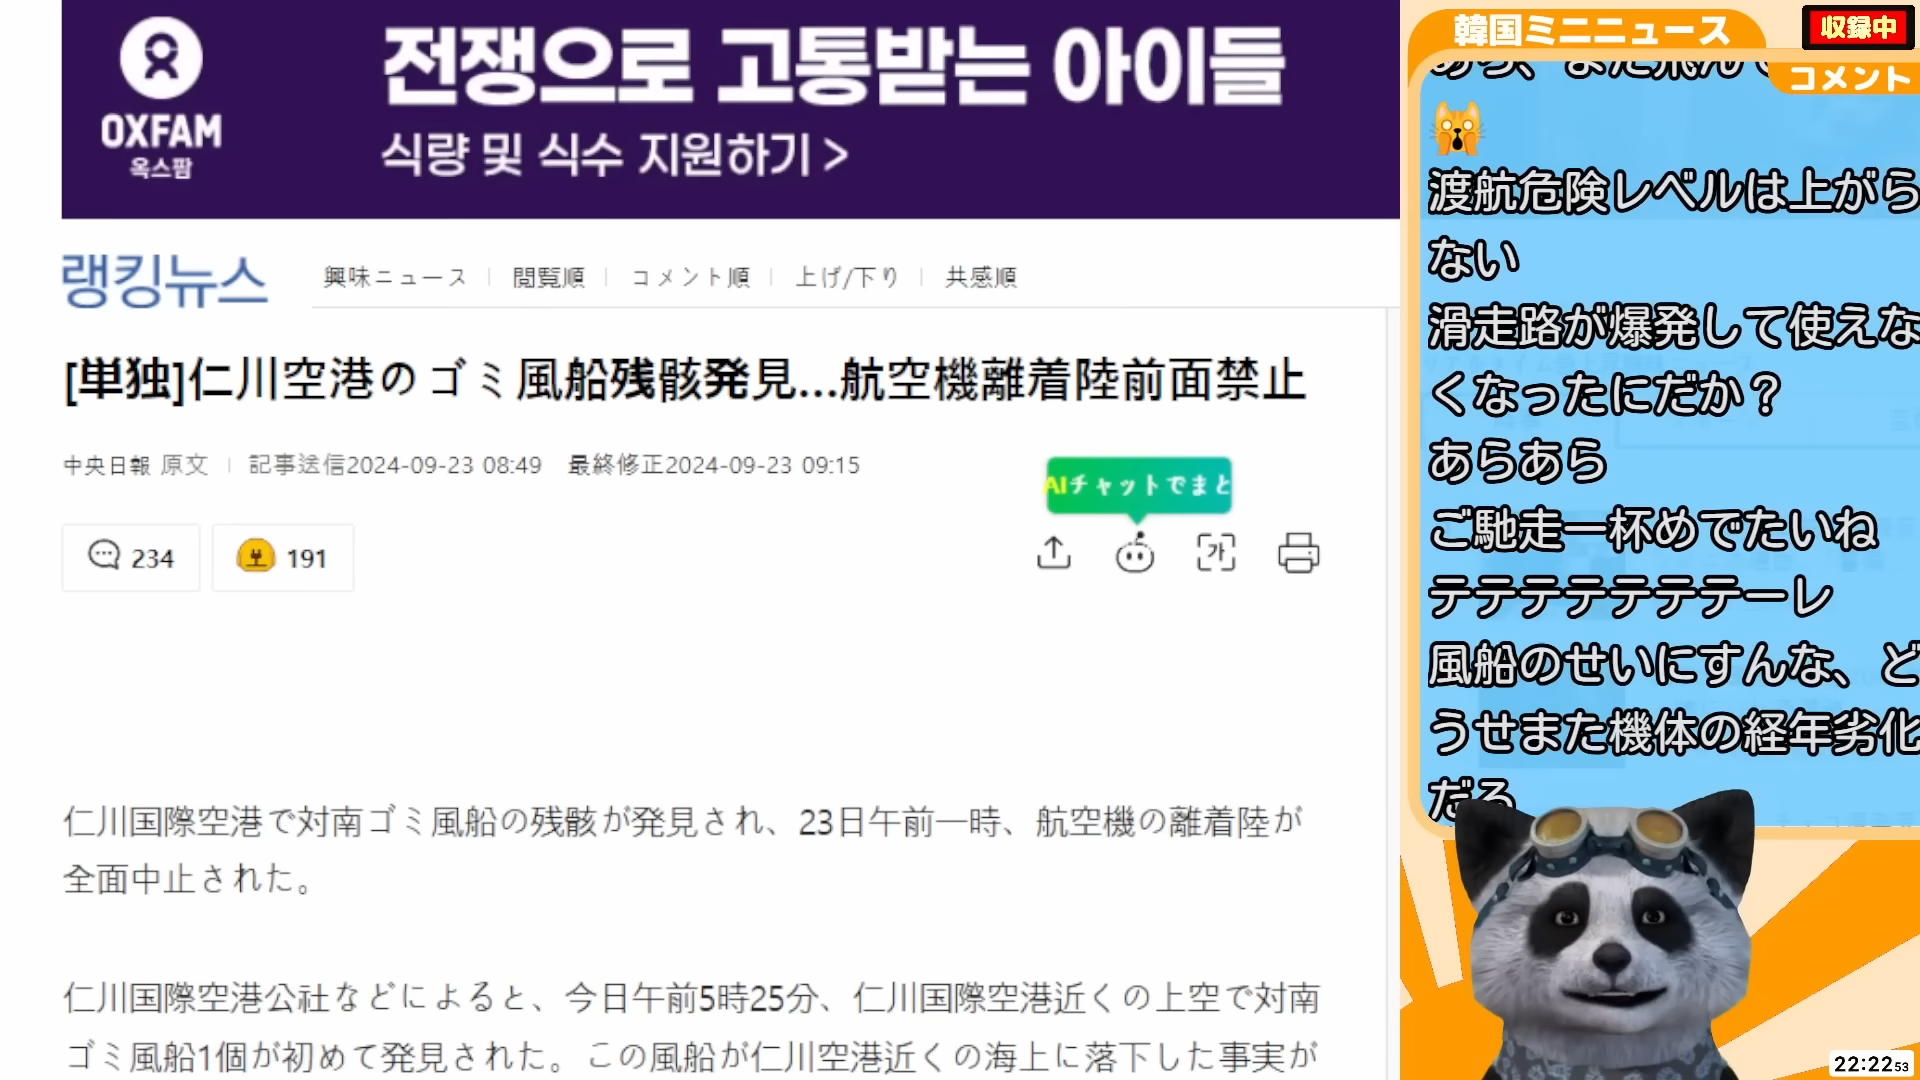 OXFAM
옥스팜
전쟁으로 고통받는 아이들
식량 및 식수 지원하기 >
랭킹뉴스
興味ニュース
閲覧順
コメント順
上げ/下り
共感順
[単独]仁川空港のゴミ風船残骸発見...航空機離着陸前面禁止
中央日報 原文
記事送信2024-09-23 08:49
最終修正2024-09-23 09:15
AIチャットでまと
234
191
가
仁川国際空港で対南ゴミ風船の残骸が発見され、23日午前一時、航空機の離着陸が
全面中止された。
仁川国際空港公社などによると、今日午前5時25分、仁川国際空港近くの上空で対南
ゴミ風船1個が初めて発見された。この風船が仁川空港近くの海上に落下した事実が
韓国ミニニュース
収録中
コメント
渡航危険レベルは上がら
ない
滑走路が爆発して使えな
くなったにだか？
あらあら
ご馳走一杯めでたいね
テテテテテテテーレ
風船のせいにすんな、ど
うせまた機体の経年劣化
だろ
22:22 53